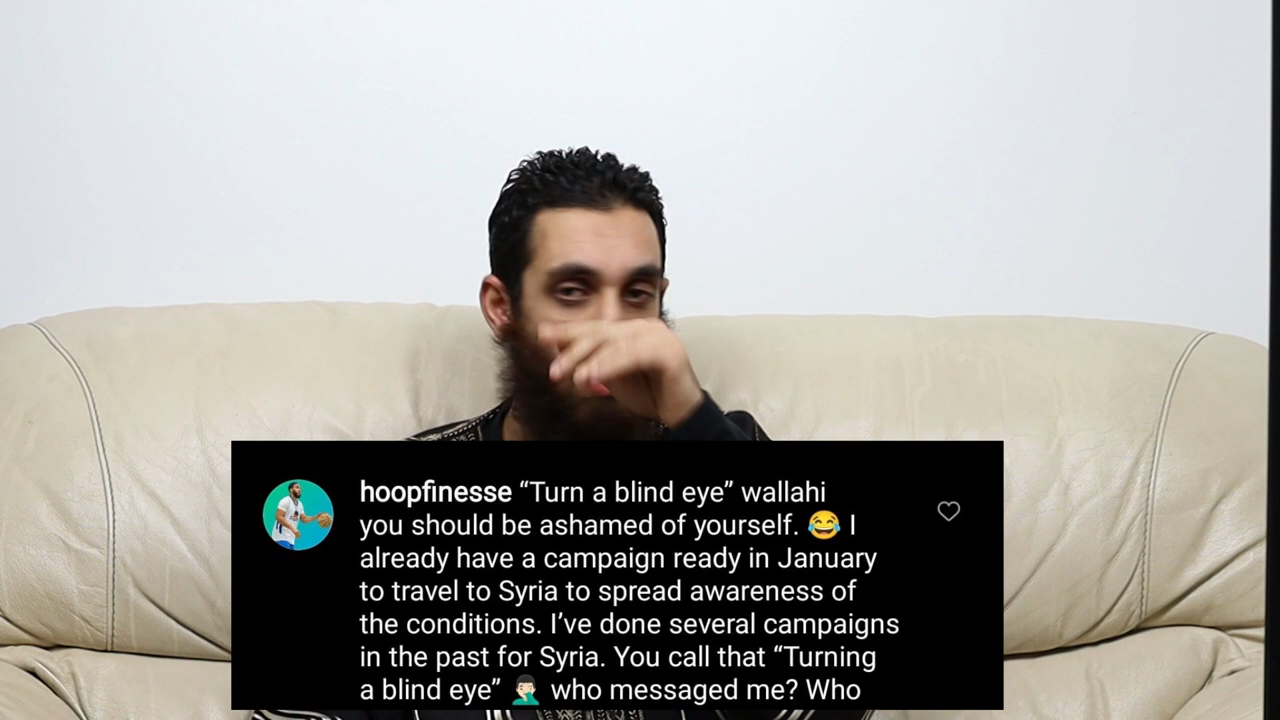 hoopfinesse “Turn a blind eye” wallahi
you should be ashamed of yourself. 😂 I
already have a campaign ready in January
to travel to Syria to spread awareness of
the conditions. I’ve done several campaigns
in the past for Syria. You call that “Turning
a blind eye” 🤦🏻‍♂️ who messaged me? Who